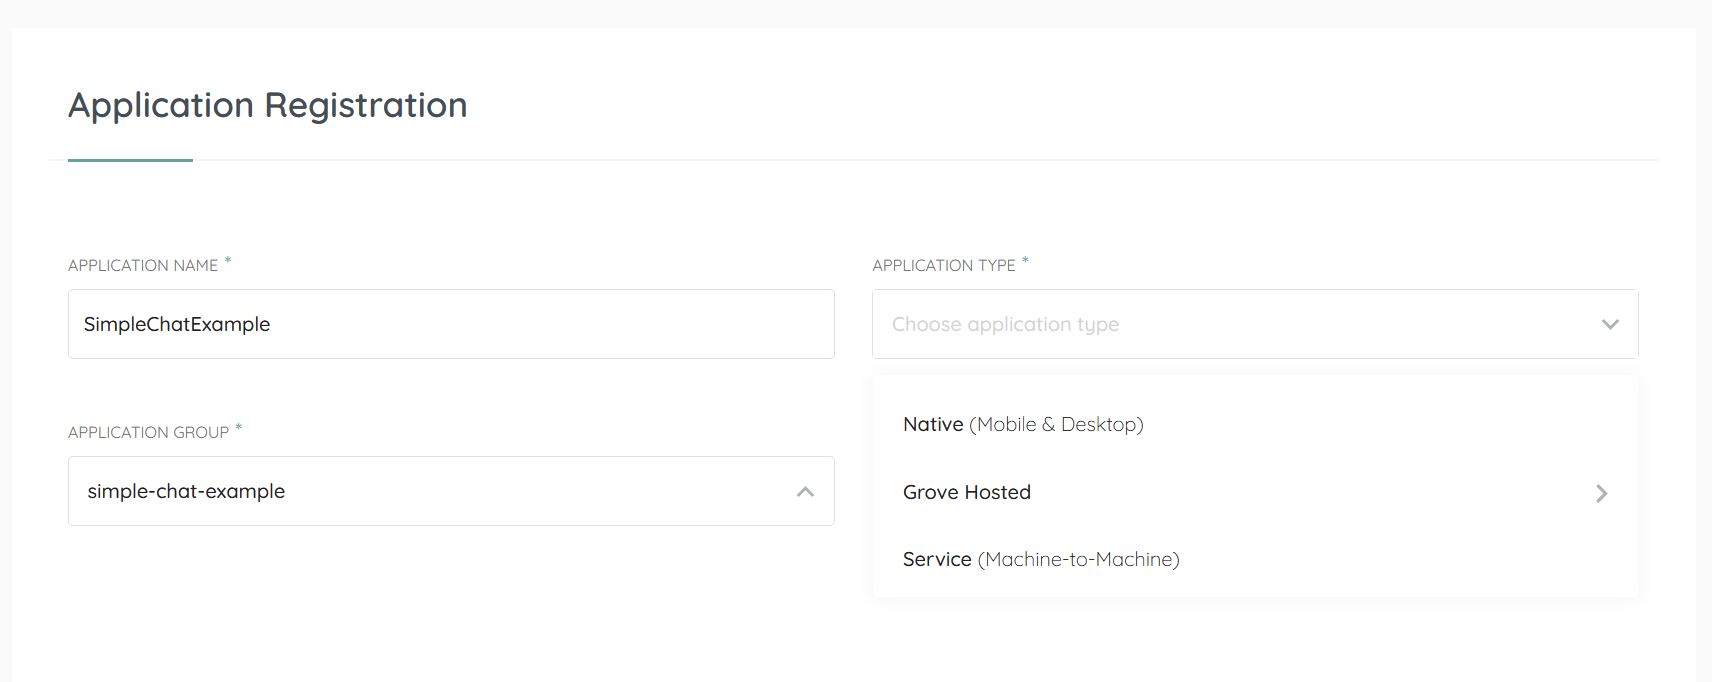 Application Registration
APPLICATION NAME *
SimpleChatExample
APPLICATION TYPE *
Choose application type
APPLICATION GROUP *
simple-chat-example
Native (Mobile & Desktop)
Grove Hosted
Service (Machine-to-Machine)